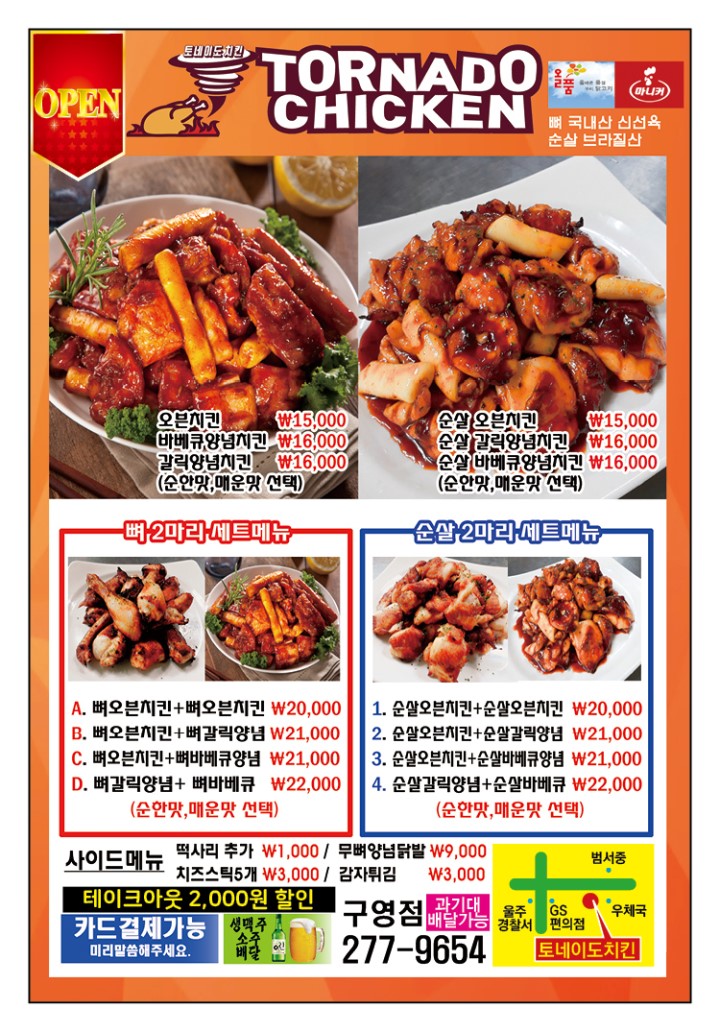 OPEN
토네이도치킨
TORNADO
CHICKEN
올품
마니커
뼈 국내산 신선육
순살 브라질산
오븐치킨 ₩15,000
바베큐양념치킨 ₩16,000
갈릭양념치킨 ₩16,000
(순한맛,매운맛 선택)
순살 오븐치킨 ₩15,000
순살 갈릭양념치킨 ₩16,000
순살 바베큐양념치킨 ₩16,000
(순한맛,매운맛 선택)
뼈 2마리 세트메뉴
A. 뼈오븐치킨+뼈오븐치킨 ₩20,000
B. 뼈오븐치킨+뼈갈릭양념 ₩21,000
C. 뼈오븐치킨+뼈바베큐양념 ₩21,000
D. 뼈갈릭양념+ 뼈바베큐 ₩22,000
(순한맛,매운맛 선택)
순살 2마리 세트메뉴
1. 순살오븐치킨+순살오븐치킨 ₩20,000
2. 순살오븐치킨+순살갈릭양념 ₩21,000
3. 순살오븐치킨+순살바베큐양념 ₩21,000
4. 순살갈릭양념+순살바베큐 ₩22,000
(순한맛,매운맛 선택)
사이드메뉴
떡사리 추가 ₩1,000 / 무뼈양념닭발 ₩9,000
치즈스틱5개 ₩3,000 / 감자튀김 ₩3,000
테이크아웃 2,000원 할인
카드결제가능
미리말씀해주세요.
생맥주
소주
배달
구영점
과기대
배달가능
277-9654
범서중
울주
경찰서
GS
편의점
우체국
토네이도치킨